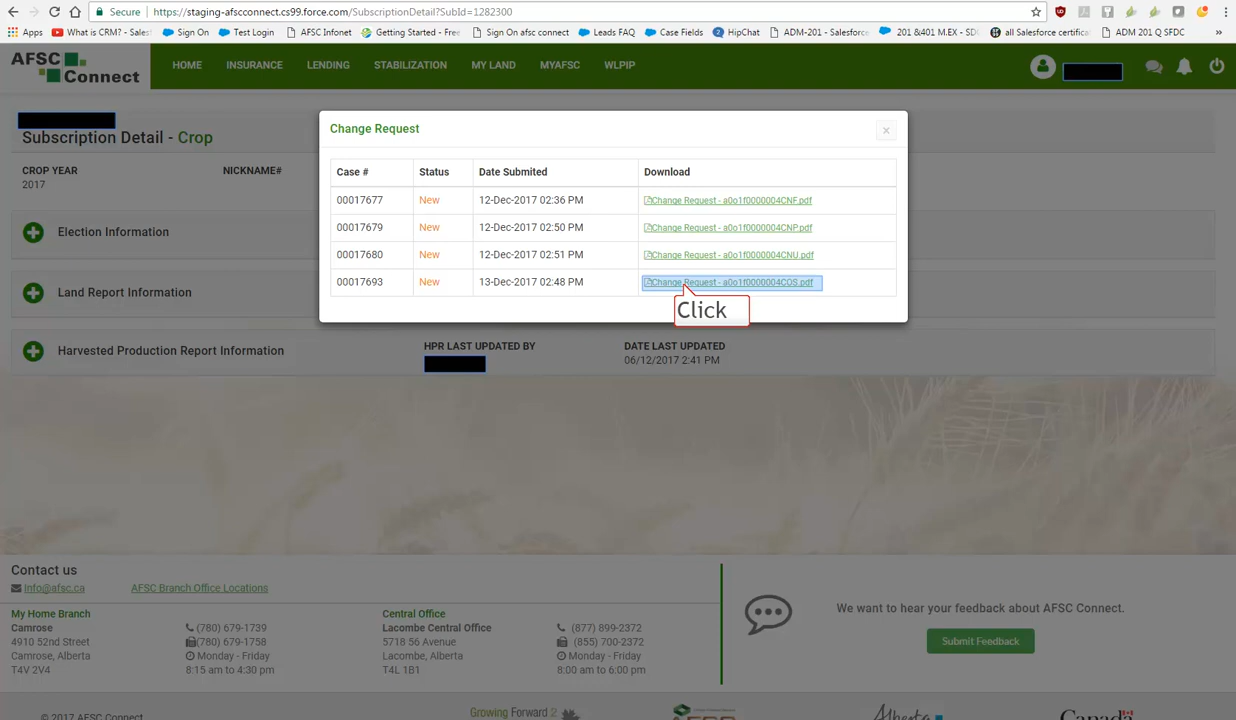 Secure
https://staging-afscconnect.cs99.force.com/SubscriptionDetail?SubId=1282300
Apps
What is CRM? - Sales
Sign On
Test Login
AFSC Infonet
Getting Started - Fre
Sign On afsc connect
Leads FAQ
Case Fields
HipChat
ADM-201 - Salesforce
201 &401 M.EX - SD
all Salesforce certifica
ADM 201 Q SFDC
»
AFSC
Connect
HOME
INSURANCE
LENDING
STABILIZATION
MY LAND
MYAFSC
WLPIP
Subscription Detail - Crop
CROP YEAR
2017
NICKNAME#
Election Information
Land Report Information
Harvested Production Report Information
HPR LAST UPDATED BY
DATE LAST UPDATED
06/12/2017 2:41 PM
Change Request
×
Case # Status Date Submited Download
00017677 New 12-Dec-2017 02:36 PM Change Request - a0o1f0000004CNF.pdf
00017679 New 12-Dec-2017 02:50 PM Change Request - a0o1f0000004CNP.pdf
00017680 New 12-Dec-2017 02:51 PM Change Request - a0o1f0000004CNU.pdf
00017693 New 13-Dec-2017 02:48 PM Change Request - a0o1f0000004COS.pdf
Click
Contact us
Info@afsc.ca
AFSC Branch Office Locations
My Home Branch
Camrose
4910 52nd Street
Camrose, Alberta
T4V 2V4
(780) 679-1739
(780) 679-1758
Monday - Friday
8:15 am to 4:30 pm
Central Office
Lacombe Central Office
5718 56 Avenue
Lacombe, Alberta
T4L 1B1
(877) 899-2372
(855) 700-2372
Monday - Friday
8:00 am to 6:00 pm
We want to hear your feedback about AFSC Connect.
Submit Feedback
© 2017 AFSC Connect
Growing Forward 2
AFSC
Alberta
Canada